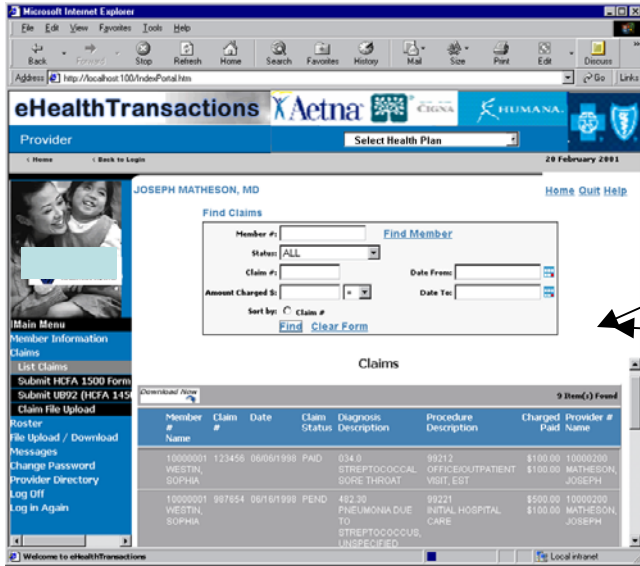 Microsoft Internet Explorer
File Edit View Favorites Tools Help
Back Forward Stop Refresh Home Search Favorites History Mail Size Print Edit Discuss
Address http://localhost:100/IndexPortal.htm Go Links
eHealthTransactions Aetna CIGNA HUMANA.
Provider Select Health Plan
< Home < Back to Login 20 February 2001
JOSEPH MATHESON, MD Home Quit Help
Find Claims
Member #: Find Member
Status: ALL
Claim #: Date From:
Amount Charged $: = Date To:
Sort by: Claim #
Find Clear Form
Main Menu
Member Information
Claims
List Claims
Submit HCFA 1500 Form
Submit UB92 (HCFA 145
Claim File Upload
Roster
File Upload / Download
Messages
Change Password
Provider Directory
Log Off
Log in Again
Claims
Download Now 9 Item(s) Found
Member # Name Claim # Date Claim Status Diagnosis Description Procedure Description Charged Paid Provider # Name
10000001 123456 06/06/1998 PAID 034.0 99212 $100.00 10000200
WESTIN, STREPTOCOCCAL OFFICE/OUTPATIENT $100.00 MATHESON,
SOPHIA SORE THROAT VISIT, EST JOSEPH
10000001 987654 06/16/1998 PEND 482.30 99221 $500.00 10000200
WESTIN, PNEUMONIA DUE INITIAL HOSPITAL $100.00 MATHESON,
SOPHIA TO CARE JOSEPH
STREPTOCOCCUS,
UNSPECIFIED
Welcome to eHealthTransactions Local intranet